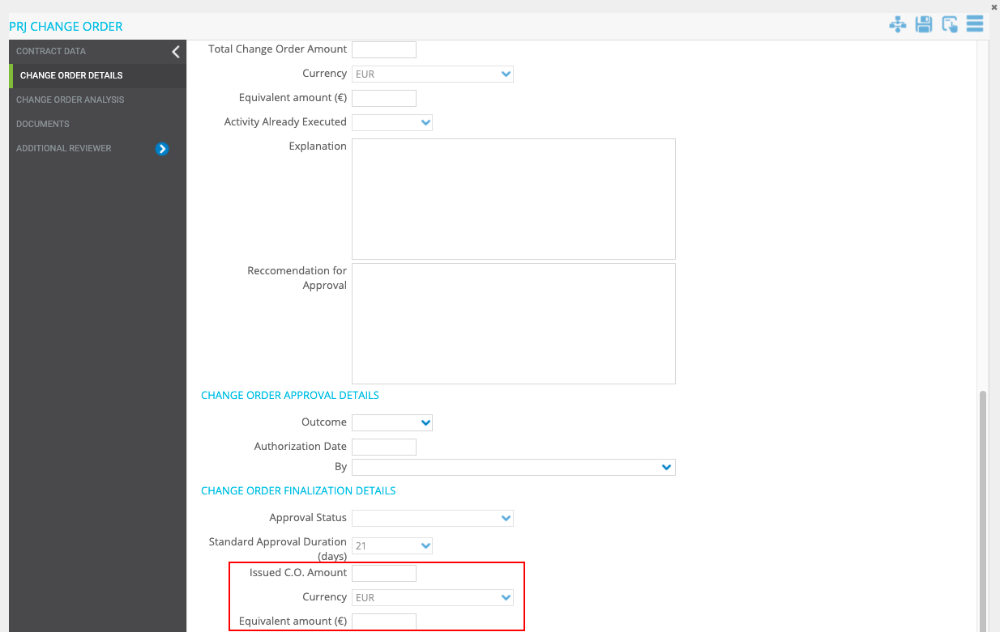 PRJ CHANGE ORDER
CONTRACT DATA
CHANGE ORDER DETAILS
CHANGE ORDER ANALYSIS
DOCUMENTS
ADDITIONAL REVIEWER
Total Change Order Amount
Currency EUR
Equivalent amount (€)
Activity Already Executed
Explanation
Reccomendation for
Approval
CHANGE ORDER APPROVAL DETAILS
Outcome
Authorization Date
By
CHANGE ORDER FINALIZATION DETAILS
Approval Status
Standard Approval Duration
(days) 21
Issued C.O. Amount
Currency EUR
Equivalent amount (€)